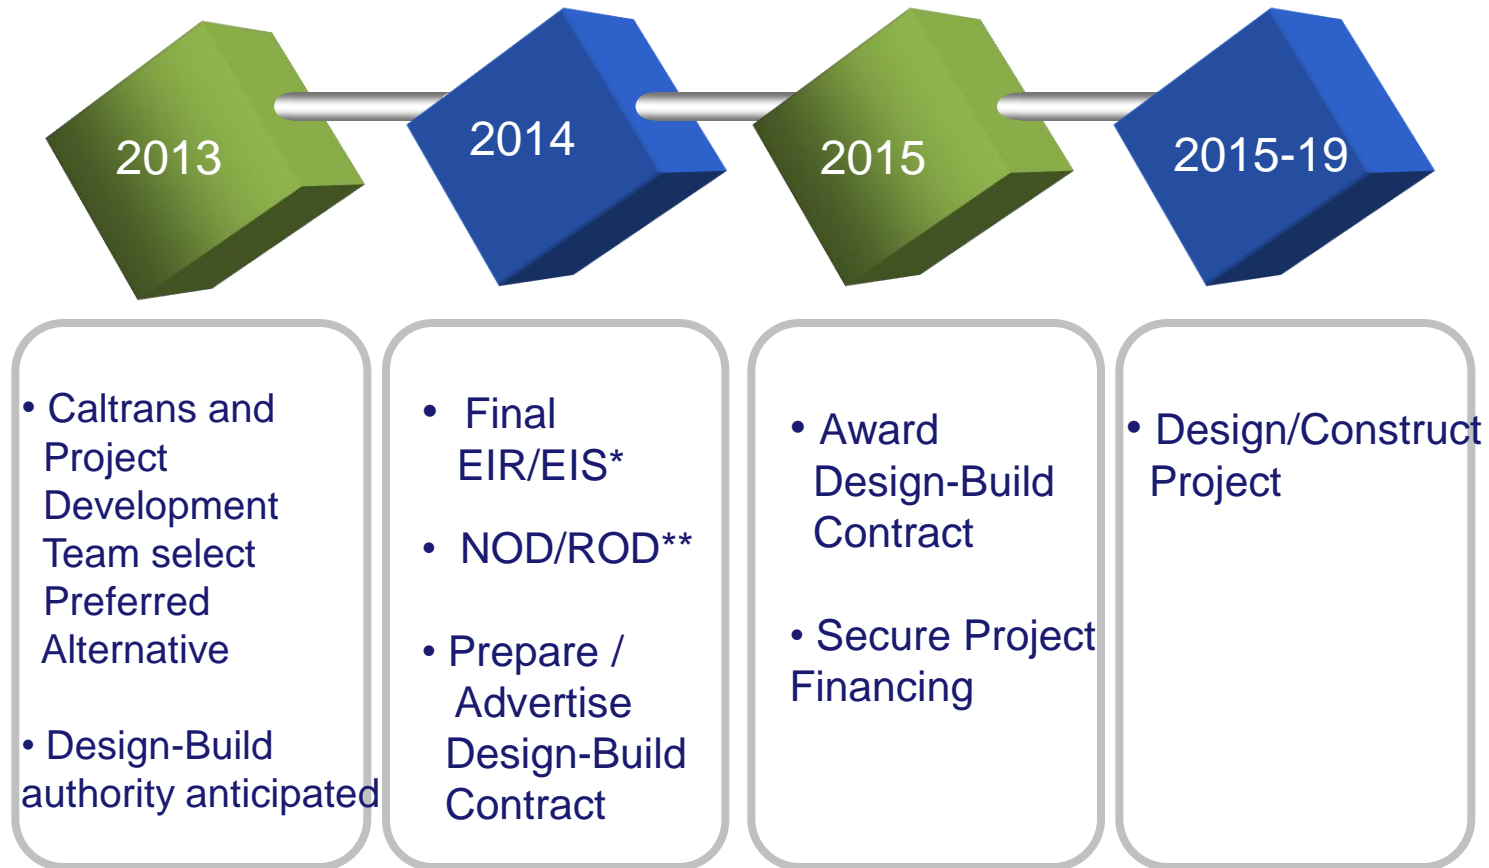 2013
2014
2015
2015-19
• Caltrans and
Project
Development
Team select
Preferred
Alternative
• Design-Build
authority anticipated
• Final
EIR/EIS*
• NOD/ROD**
• Prepare /
Advertise
Design-Build
Contract
• Award
Design-Build
Contract
• Secure Project
Financing
• Design/Construct
Project